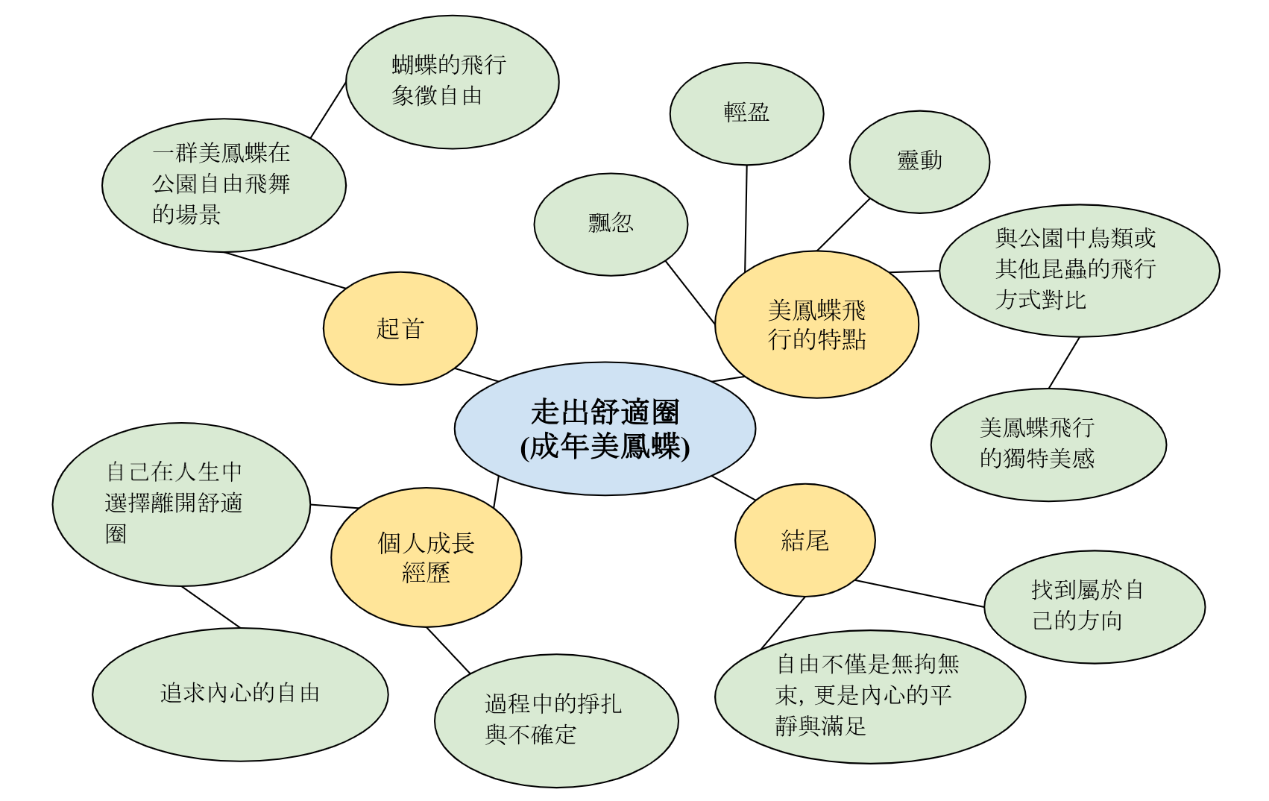 蝴蝶的飛行
象徵自由
一群美鳳蝶在
公園自由飛舞
的場景
起首
輕盈
靈動
飄忽
美鳳蝶飛
行的特點
與公園中鳥類或
其他昆蟲的飛行
方式對比
美鳳蝶飛行
的獨特美感
走出舒適圈
(成年美鳳蝶)
自己在人生中
選擇離開舒適
圈
個人成長
經歷
追求內心的自由
過程中的掙扎
與不確定
結尾
找到屬於自
己的方向
自由不僅是無拘無
束, 更是內心的平
靜與滿足